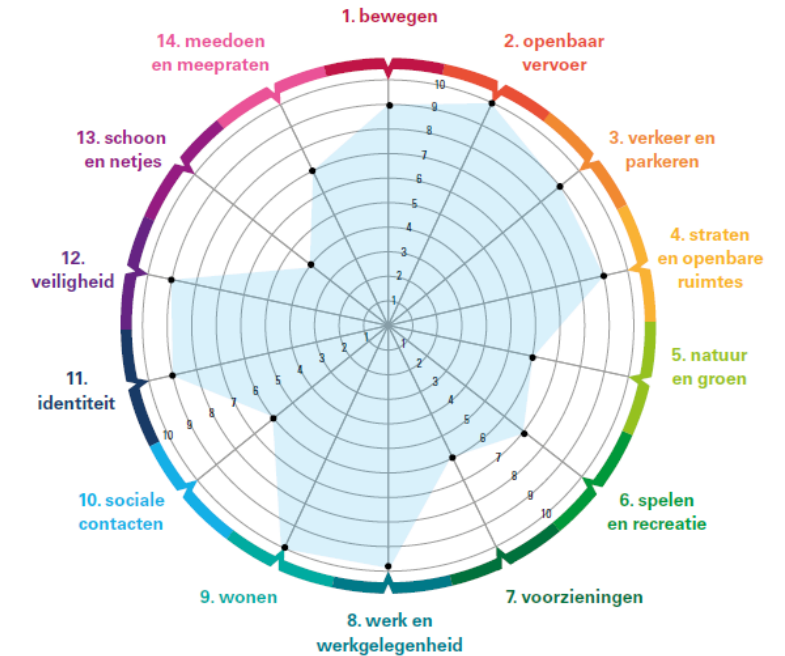 1. bewegen
2. openbaar
vervoer
3. verkeer en
parkeren
4. straten
en openbare
ruimtes
5. natuur
en groen
6. spelen
en recreatie
7. voorzieningen
8. werk en
werkgelegenheid
9. wonen
10. sociale
contacten
11.
identiteit
12.
veiligheid
13. schoon
en netjes
14. meedoen
en meepraten
10
9
8
7
6
5
4
3
2
1
1
2
3
4
5
6
7
8
9
10
1
2
3
4
5
6
7
8
9
10